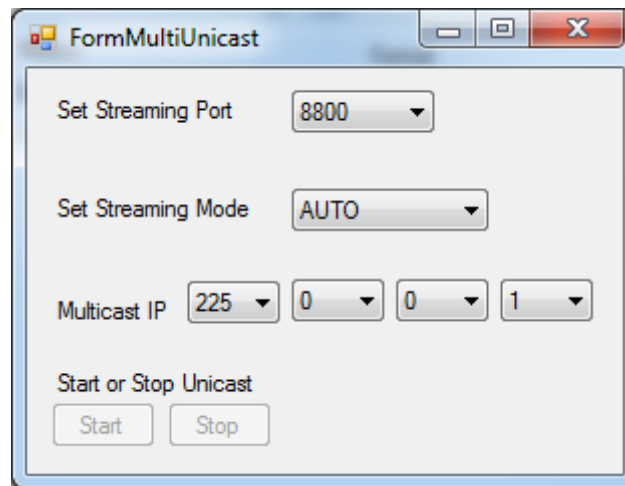 FormMultiUnicast
Set Streaming Port 8800
Set Streaming Mode AUTO
Multicast IP 225 0 0 1
Start or Stop Unicast
Start Stop